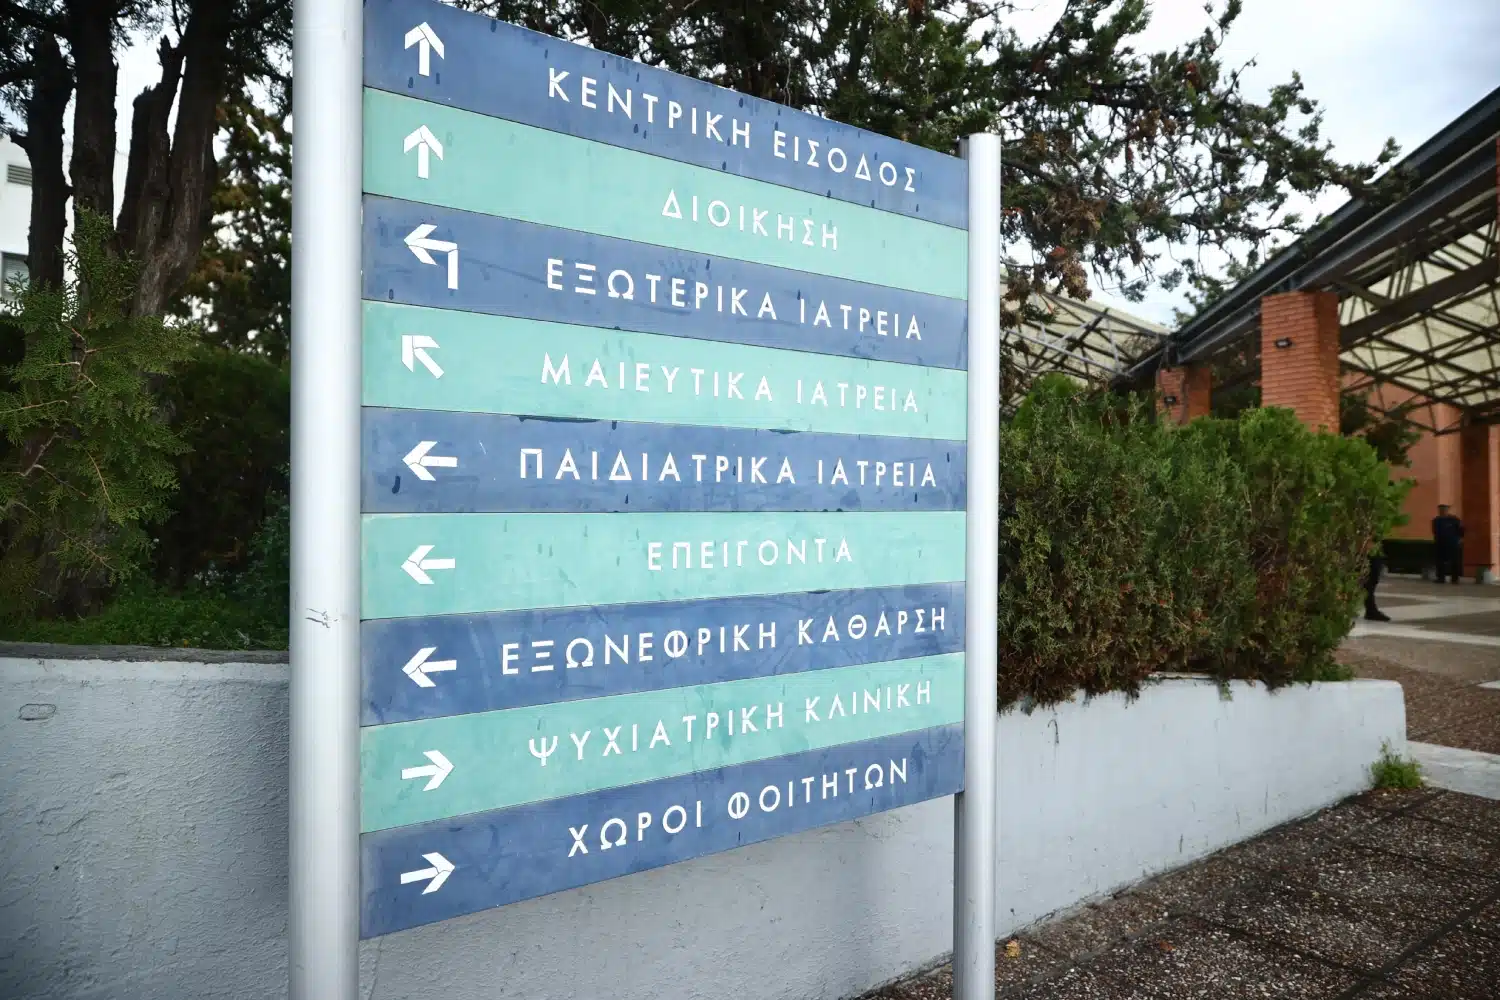 ΚΕΝΤΡΙΚΗ ΕΙΣΟΔΟΣ
ΔΙΟΙΚΗΣΗ
ΕΞΩΤΕΡΙΚΑ ΙΑΤΡΕΙΑ
ΜΑΙΕΥΤΙΚΑ ΙΑΤΡΕΙΑ
ΠΑΙΔΙΑΤΡΙΚΑ ΙΑΤΡΕΙΑ
ΕΠΕΙΓΟΝΤΑ
ΕΞΩΝΕΦΡΙΚΗ ΚΑΘΑΡΣΗ
ΨΥΧΙΑΤΡΙΚΗ ΚΛΙΝΙΚΗ
ΧΩΡΟΙ ΦΟΙΤΗΤΩΝ